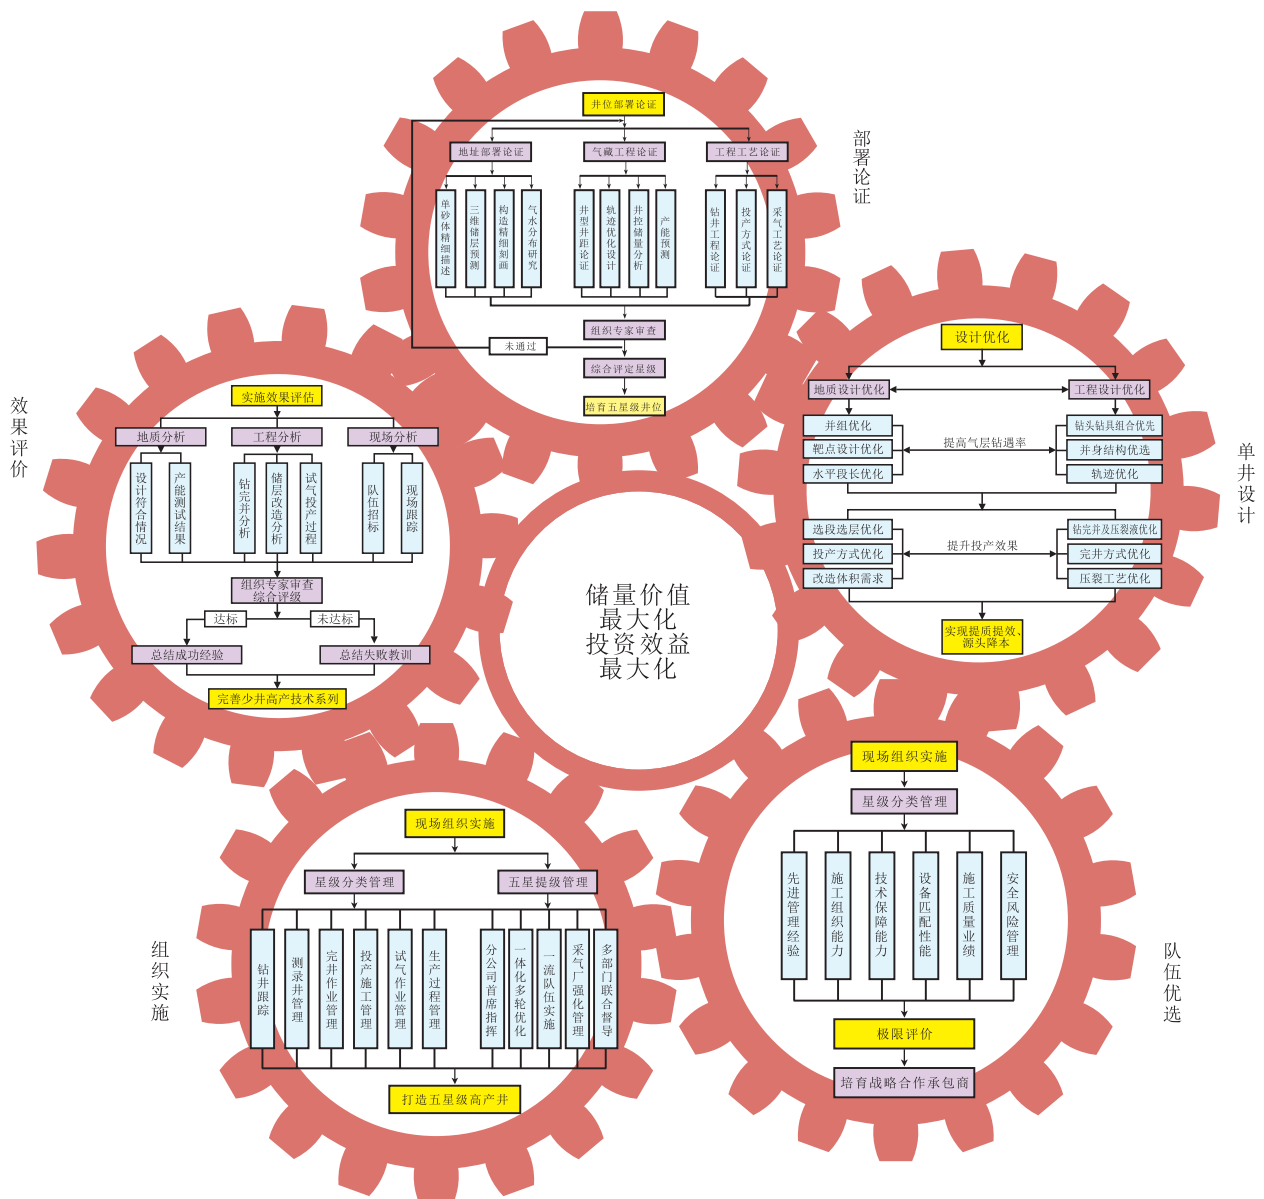 部署论证
井位部署论证
地址部署论证
气藏工程论证
工程工艺论证
单砂体精细描述
三维储层预测
构造精细刻画
气水分布研究
井型井距论证
轨迹优化设计
井控储量分析
产能预测
钻井工程论证
投产方式论证
采气工艺论证
组织专家审查
未通过
综合评定星级
培育五星级井位
单井设计
设计优化
地质设计优化
工程设计优化
井组优化
靶点设计优化
水平段长优化
提高气层钻遇率
钻头钻具组合优先
井身结构优选
轨迹优化
选段选层优化
投产方式优化
改造体积需求
提升投产效果
钻完井及压裂液优化
完井方式优化
压裂工艺优化
实现提质提效、
源头降本
效果评价
实施效果评估
地质分析
工程分析
现场分析
设计符合情况
产能测试结果
钻完井分析
储层改造分析
试气投产过程
队伍招标
现场跟踪
组织专家审查
综合评级
达标
未达标
总结成功经验
总结失败教训
完善少井高产技术系列
储量价值
最大化
投资效益
最大化
组织实施
现场组织实施
星级分类管理
五星提级管理
钻井跟踪
测录井管理
完井作业管理
投产施工管理
试气作业管理
生产过程管理
分公司首席指挥
一体化多轮优化
一流队伍实施
采气厂强化管理
多部门联合督导
打造五星级高产井
队伍优选
现场组织实施
星级分类管理
先进管理经验
施工组织能力
技术保障能力
设备匹配性能
施工质量业绩
安全风险管理
极限评价
培育战略合作承包商